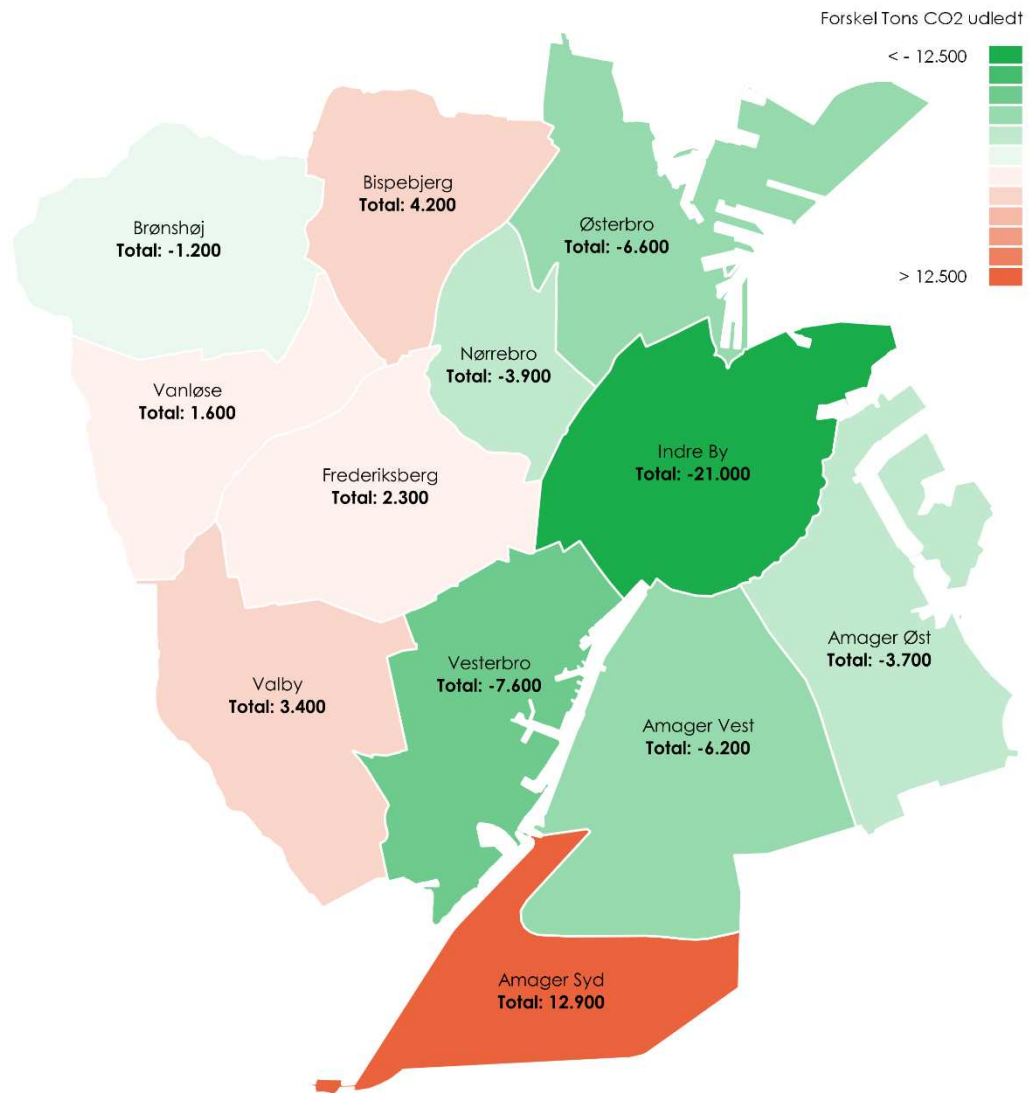 Forskel Tons CO2 udledt
< - 12.500
> 12.500
Bispebjerg
Total: 4.200
Brønshøj
Total: -1.200
Østerbro
Total: -6.600
Nørrebro
Total: -3.900
Vanløse
Total: 1.600
Indre By
Total: -21.000
Frederiksberg
Total: 2.300
Amager Øst
Total: -3.700
Vesterbro
Total: -7.600
Valby
Total: 3.400
Amager Vest
Total: -6.200
Amager Syd
Total: 12.900